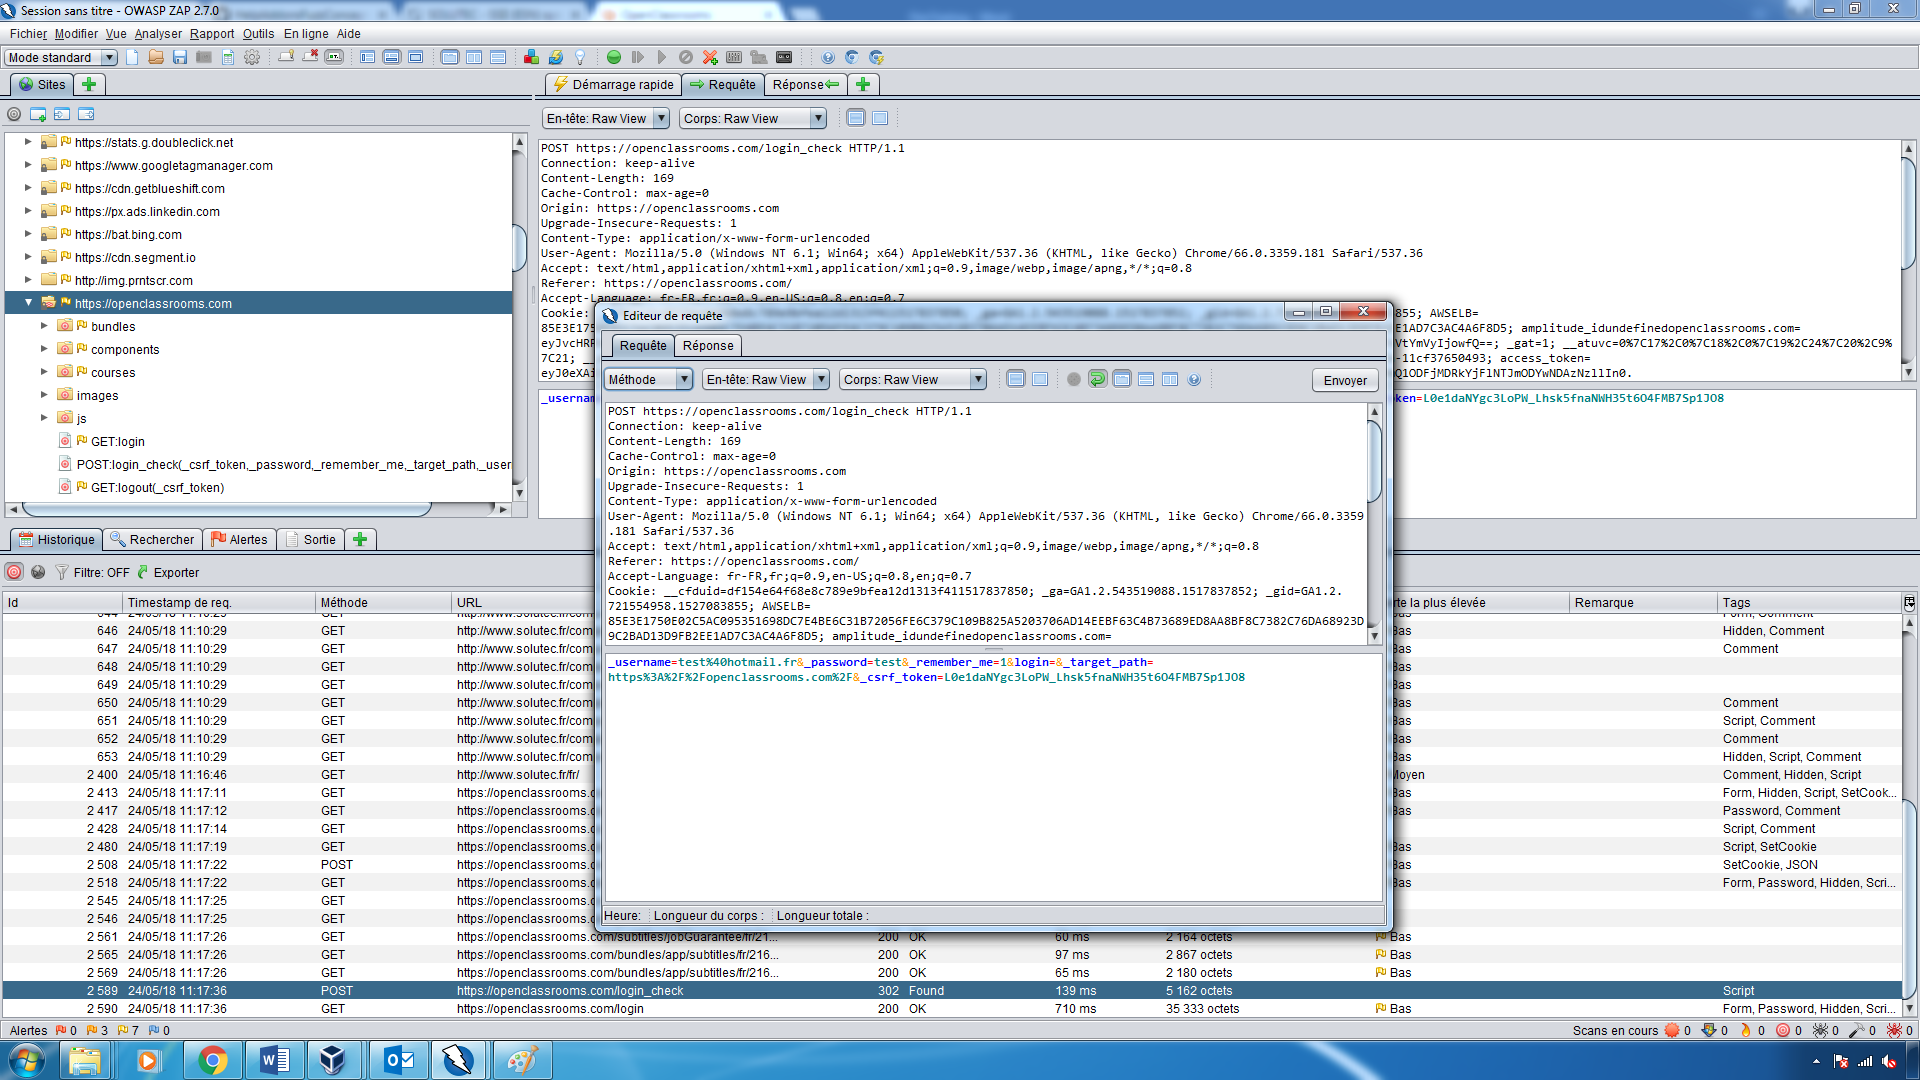 Session sans titre - OWASP ZAP 2.7.0
Fichier Modifier Vue Analyser Rapport Outils En ligne Aide
Mode standard
Sites
Démarrage rapide Requête Réponse
En-tête: Raw View Corps: Raw View
https://stats.g.doubleclick.net
https://www.googletagmanager.com
https://cdn.getblueshift.com
https://px.ads.linkedin.com
https://bat.bing.com
https://cdn.segment.io
http://img.prntscr.com
https://openclassrooms.com
bundles
components
courses
images
js
GET:login
POST:login_check(_csrf_token,_password,_remember_me,_target_path,_user
GET:logout(_csrf_token)
POST https://openclassrooms.com/login_check HTTP/1.1
Connection: keep-alive
Content-Length: 169
Cache-Control: max-age=0
Origin: https://openclassrooms.com
Upgrade-Insecure-Requests: 1
Content-Type: application/x-www-form-urlencoded
User-Agent: Mozilla/5.0 (Windows NT 6.1; Win64; x64) AppleWebKit/537.36 (KHTML, like Gecko) Chrome/66.0.3359.181 Safari/537.36
Accept: text/html,application/xhtml+xml,application/xml;q=0.9,image/webp,image/apng,*/*;q=0.8
Referer: https://openclassrooms.com/
Accept-Language: fr-FR,fr;q=0.9,en-US;q=0.8,en;q=0.7
Cookie: 855; AWSELB=
85E3E175 E1AD7C3AC4A6F8D5; amplitude_idundefinedopenclassrooms.com=
eyJvcHRP VtYmVyIjowfQ==; _gat=1; __atuvc=0%7C17%2C0%7C18%2C0%7C19%2C24%7C20%2C9%
7C21; _ -11cf37650493; access_token=
eyJ0eXAi Q1ODFjMDRkYjFlNTJmODYwNDAzNzllIn0.
_usernam ken=L0e1daNYgc3LoPW_Lhsk5fnaNWH35t6O4FMB7Sp1JO8
Editeur de requête
Requête Réponse
Méthode En-tête: Raw View Corps: Raw View Envoyer
POST https://openclassrooms.com/login_check HTTP/1.1
Connection: keep-alive
Content-Length: 169
Cache-Control: max-age=0
Origin: https://openclassrooms.com
Upgrade-Insecure-Requests: 1
Content-Type: application/x-www-form-urlencoded
User-Agent: Mozilla/5.0 (Windows NT 6.1; Win64; x64) AppleWebKit/537.36 (KHTML, like Gecko) Chrome/66.0.3359
.181 Safari/537.36
Accept: text/html,application/xhtml+xml,application/xml;q=0.9,image/webp,image/apng,*/*;q=0.8
Referer: https://openclassrooms.com/
Accept-Language: fr-FR,fr;q=0.9,en-US;q=0.8,en;q=0.7
Cookie: __cfduid=df154e64f68e8c789e9bfea12d1313f411517837850; _ga=GA1.2.543519088.1517837852; _gid=GA1.2.
721554958.1527083855; AWSELB=
85E3E1750E02C5AC095351698DC7E4BE6C31B72056FE6C379C109B825A5203706AD14EEBF63C4B73689ED8AA8BF8C7382C76DA68923D
9C2BAD13D9FB2EE1AD7C3AC4A6F8D5; amplitude_idundefinedopenclassrooms.com=
_username=test%40hotmail.fr&_password=test&_remember_me=1&login=&_target_path=
https%3A%2F%2Fopenclassrooms.com%2F&_csrf_token=L0e1daNYgc3LoPW_Lhsk5fnaNWH35t6O4FMB7Sp1JO8
Heure: Longueur du corps : Longueur totale :
Historique Rechercher Alertes Sortie
Filtre: OFF Exporter
Id Timestamp de req. Méthode URL rte la plus élevée Remarque Tags
646 24/05/18 11:10:29 GET http://www.solutec.fr/com Bas Hidden, Comment
647 24/05/18 11:10:29 GET http://www.solutec.fr/com Bas Comment
648 24/05/18 11:10:29 GET http://www.solutec.fr/com Bas
649 24/05/18 11:10:29 GET http://www.solutec.fr/com Bas
650 24/05/18 11:10:29 GET http://www.solutec.fr/com Bas Comment
651 24/05/18 11:10:29 GET http://www.solutec.fr/com Bas Script, Comment
652 24/05/18 11:10:29 GET http://www.solutec.fr/com Bas Comment
653 24/05/18 11:10:29 GET http://www.solutec.fr/com Bas Hidden, Script, Comment
2 400 24/05/18 11:16:46 GET http://www.solutec.fr/fr/ Moyen Comment, Hidden, Script
2 413 24/05/18 11:17:11 GET https://openclassrooms.c Bas Form, Hidden, Script, SetCook...
2 417 24/05/18 11:17:12 GET https://openclassrooms.c Bas Password, Comment
2 428 24/05/18 11:17:14 GET https://openclassrooms.c Script, Comment
2 480 24/05/18 11:17:19 GET https://openclassrooms.c Bas Script, SetCookie
2 508 24/05/18 11:17:22 POST https://openclassrooms.c Bas SetCookie, JSON
2 518 24/05/18 11:17:22 GET https://openclassrooms.c Bas Form, Password, Hidden, Scri...
2 545 24/05/18 11:17:25 GET https://openclassrooms.c
2 546 24/05/18 11:17:25 GET https://openclassrooms.c
2 561 24/05/18 11:17:26 GET https://openclassrooms.com/subtitles/jobGuarantee/fr/21... 200 OK 60 ms 2 164 octets Bas
2 565 24/05/18 11:17:26 GET https://openclassrooms.com/bundles/app/subtitles/fr/216... 200 OK 97 ms 2 867 octets Bas
2 569 24/05/18 11:17:26 GET https://openclassrooms.com/bundles/app/subtitles/fr/216... 200 OK 65 ms 2 180 octets Bas
2 589 24/05/18 11:17:36 POST https://openclassrooms.com/login_check 302 Found 139 ms 5 162 octets Script
2 590 24/05/18 11:17:36 GET https://openclassrooms.com/login 200 OK 710 ms 35 333 octets Bas Form, Password, Hidden, Scri...
Alertes 0 3 7 0 Scans en cours 0 0 0 0 0 0 0